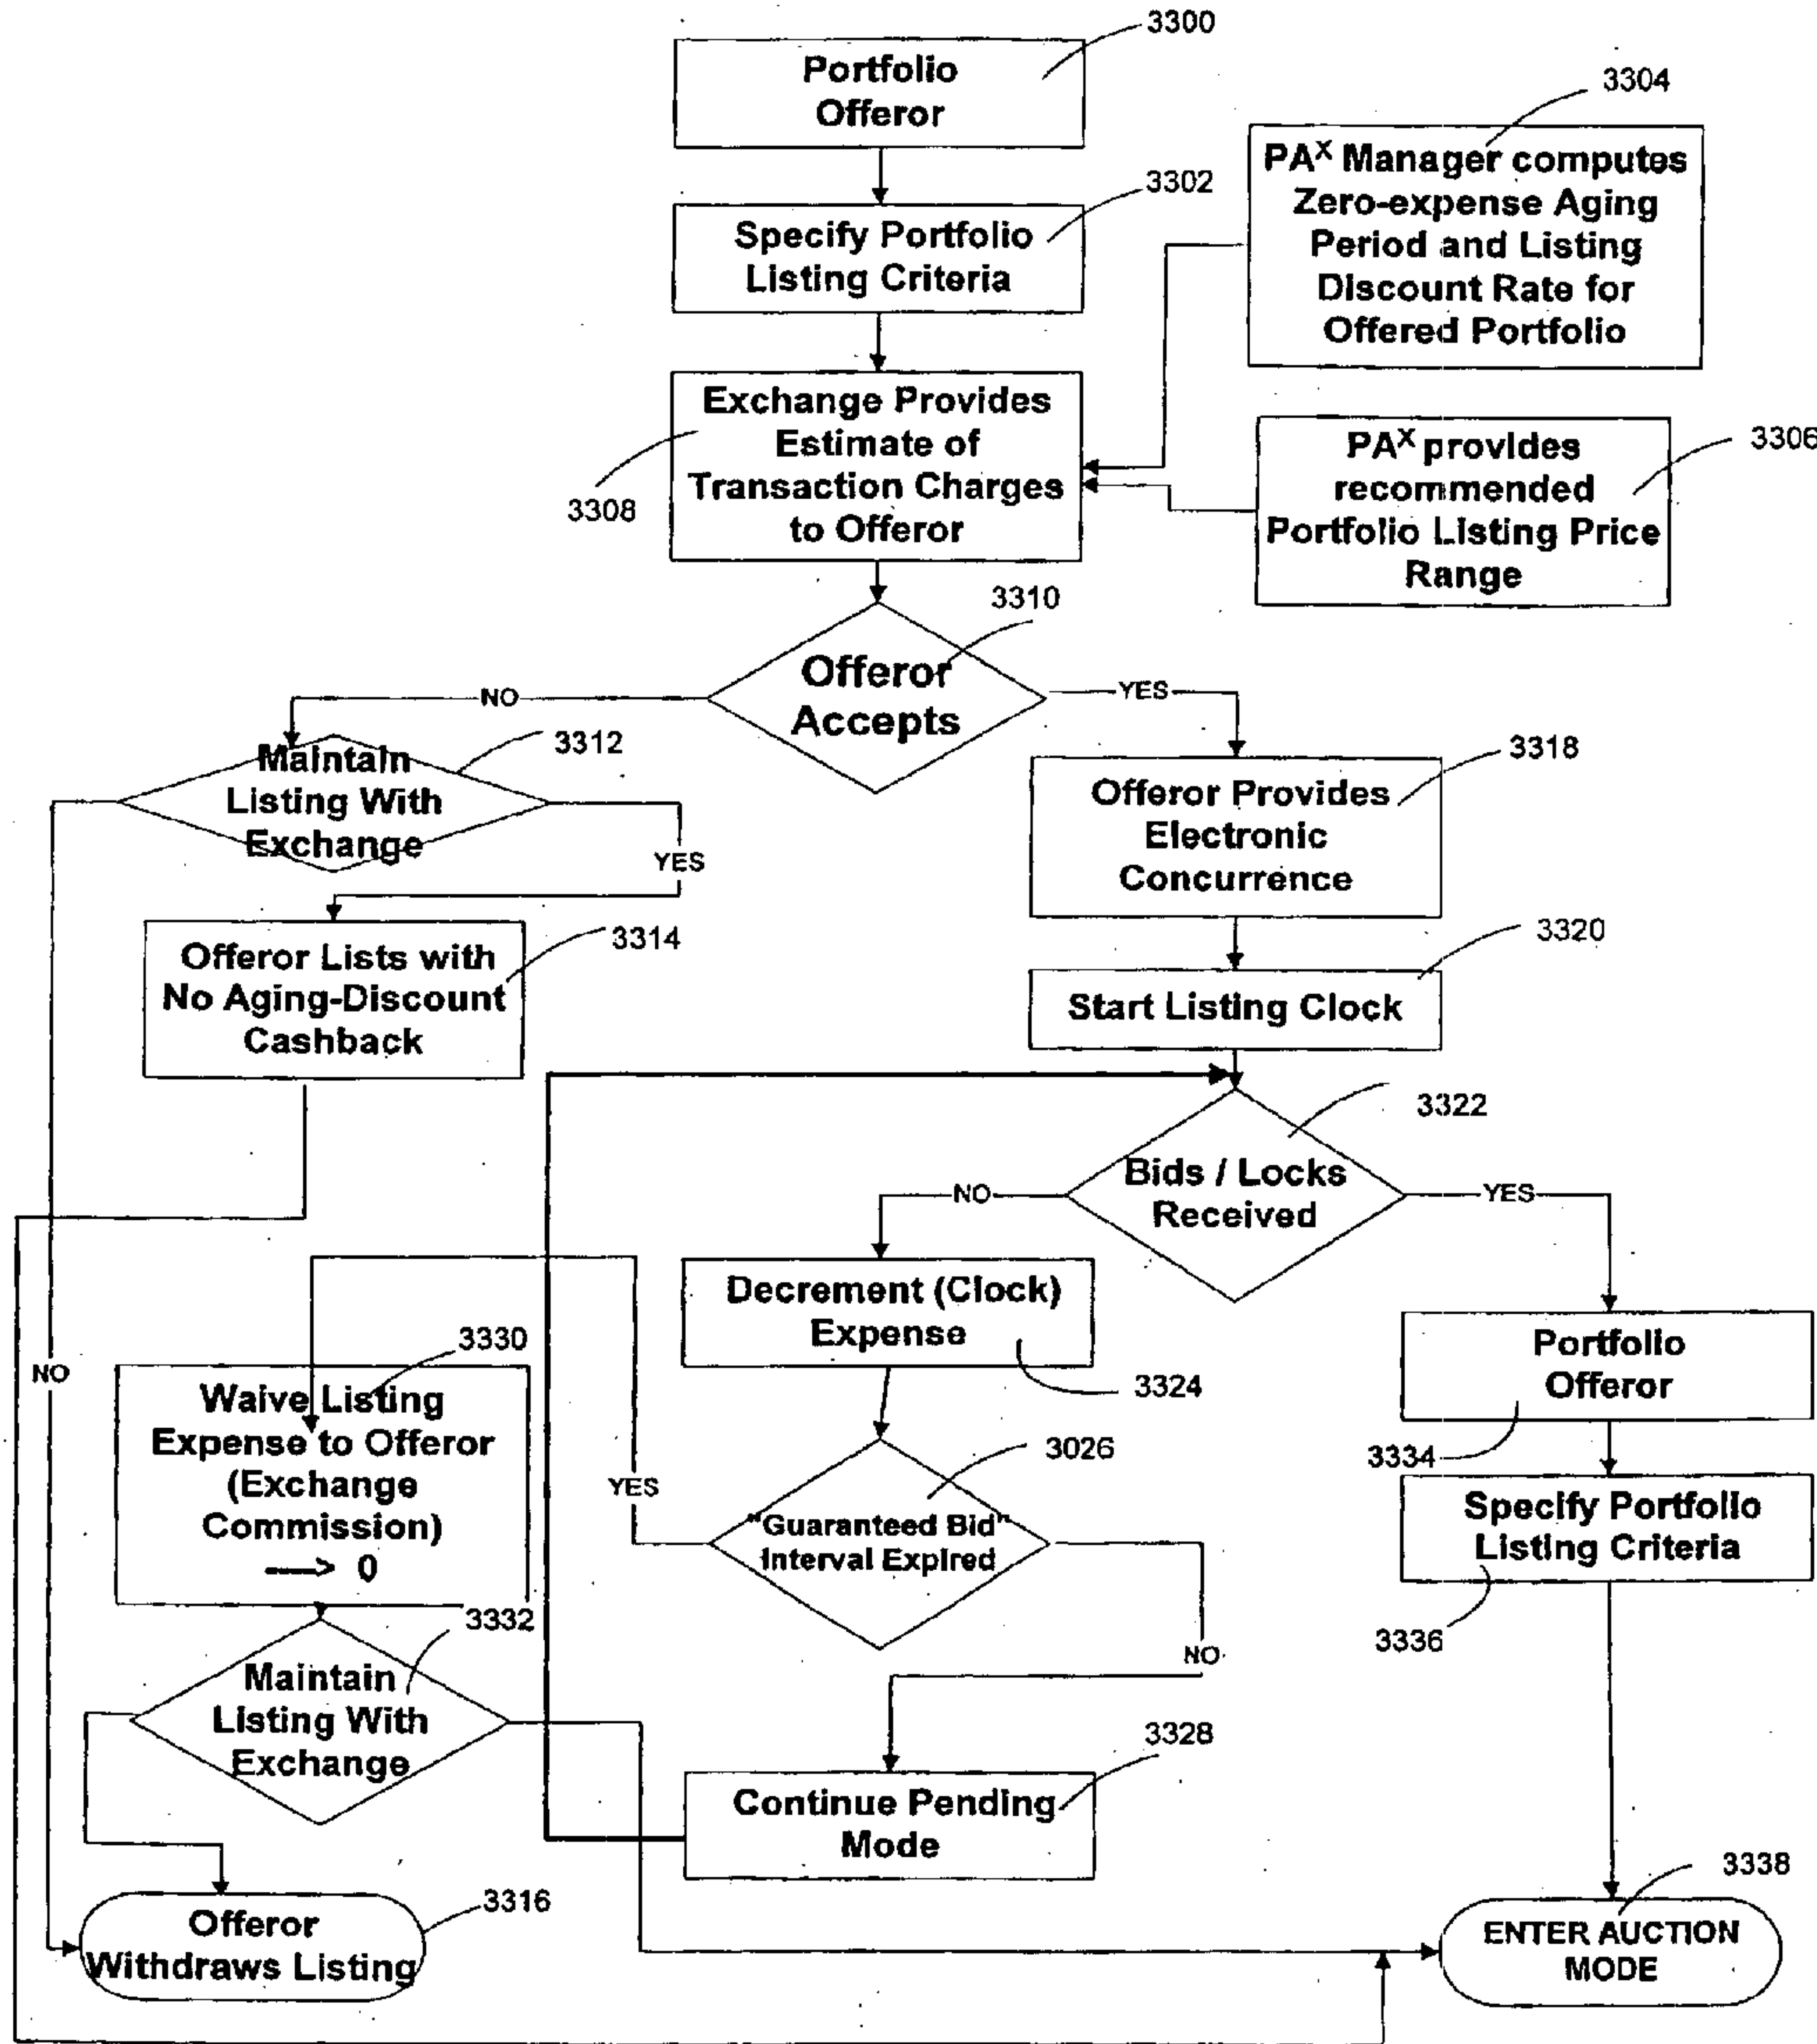 3300
Portfolio
Offeror
3304
PAX Manager computes
Zero-expense Aging
Period and Listing
Discount Rate for
Offered Portfolio
3302
Specify Portfolio
Listing Criteria
Exchange Provides
Estimate of
Transaction Charges
to Offeror
3308
PAX provides
recommended
Portfolio Listing Price
Range
3306
3310
Offeror
Accepts
NO
YES
3312
Maintain
Listing With
Exchange
YES
3318
Offeror Provides
Electronic
Concurrence
3314
Offeror Lists with
No Aging-Discount
Cashback
3320
Start Listing Clock
3322
Bids / Locks
Received
NO
YES
Decrement (Clock)
Expense
3324
Portfolio
Offeror
3334
NO
3330
Waive Listing
Expense to Offeror
(Exchange
Commission)
---> 0
YES
3026
"Guaranteed Bid"
Interval Expired
NO
Specify Portfolio
Listing Criteria
3336
3332
Maintain
Listing With
Exchange
3328
Continue Pending
Mode
3316
Offeror
Withdraws Listing
3338
ENTER AUCTION
MODE